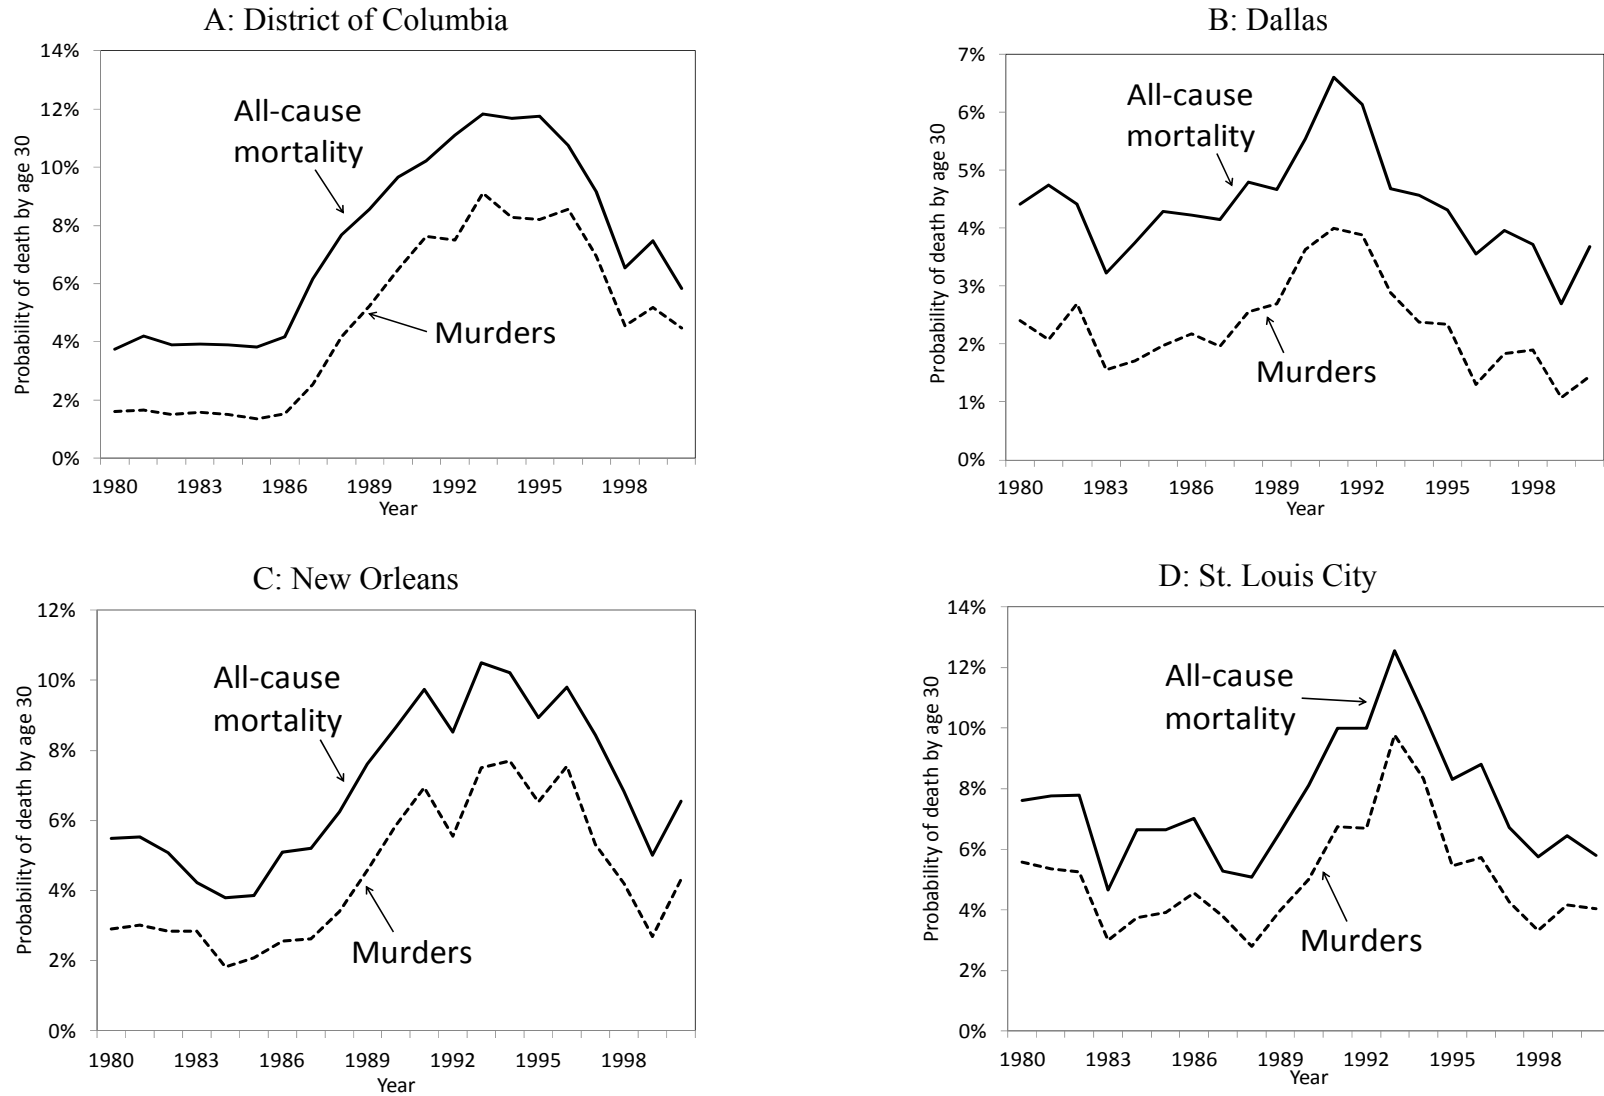 A: District of Columbia
14%
12%
10%
8%
6%
4%
2%
0%
Probability of death by age 30
All-cause
mortality
Murders
1980 1983 1986 1989 1992 1995 1998
Year
B: Dallas
7%
6%
5%
4%
3%
2%
1%
0%
Probability of death by age 30
All-cause
mortality
Murders
1980 1983 1986 1989 1992 1995 1998
Year
C: New Orleans
12%
10%
8%
6%
4%
2%
0%
Probability of death by age 30
All-cause
mortality
Murders
1980 1983 1986 1989 1992 1995 1998
Year
D: St. Louis City
14%
12%
10%
8%
6%
4%
2%
0%
Probability of death by age 30
All-cause
mortality
Murders
1980 1983 1986 1989 1992 1995 1998
Year